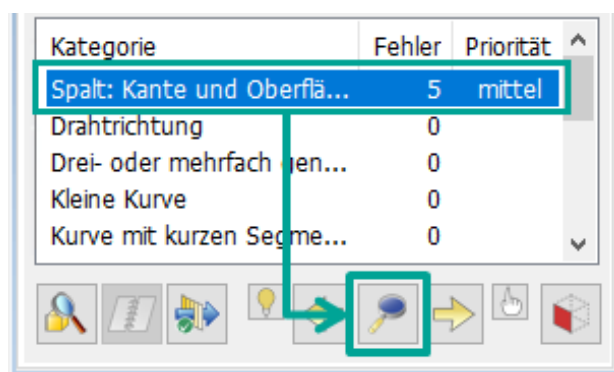 Kategorie Fehler Priorität
Spalt: Kante und Oberflä... 5 mittel
Drahtrichtung 0
Drei- oder mehrfach gen... 0
Kleine Kurve 0
Kurve mit kurzen Segme... 0